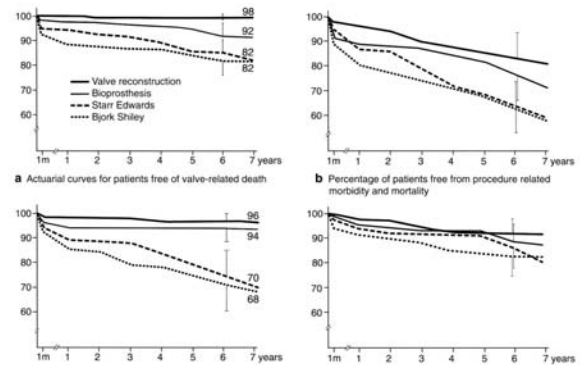 100
90
80
70
60
98
92
82
82
Valve reconstruction
Bioprosthesis
Starr Edwards
Bjork Shiley
1m 1 2 3 4 5 6 7 years
a Actuarial curves for patients free of valve-related death
100
90
80
70
60
1m 1 2 3 4 5 6 7 years
b Percentage of patients free from procedure related
morbidity and mortality
100
90
80
70
60
96
94
70
68
1m 1 2 3 4 5 6 7 years
100
90
80
70
60
1m 1 2 3 4 5 6 7 years